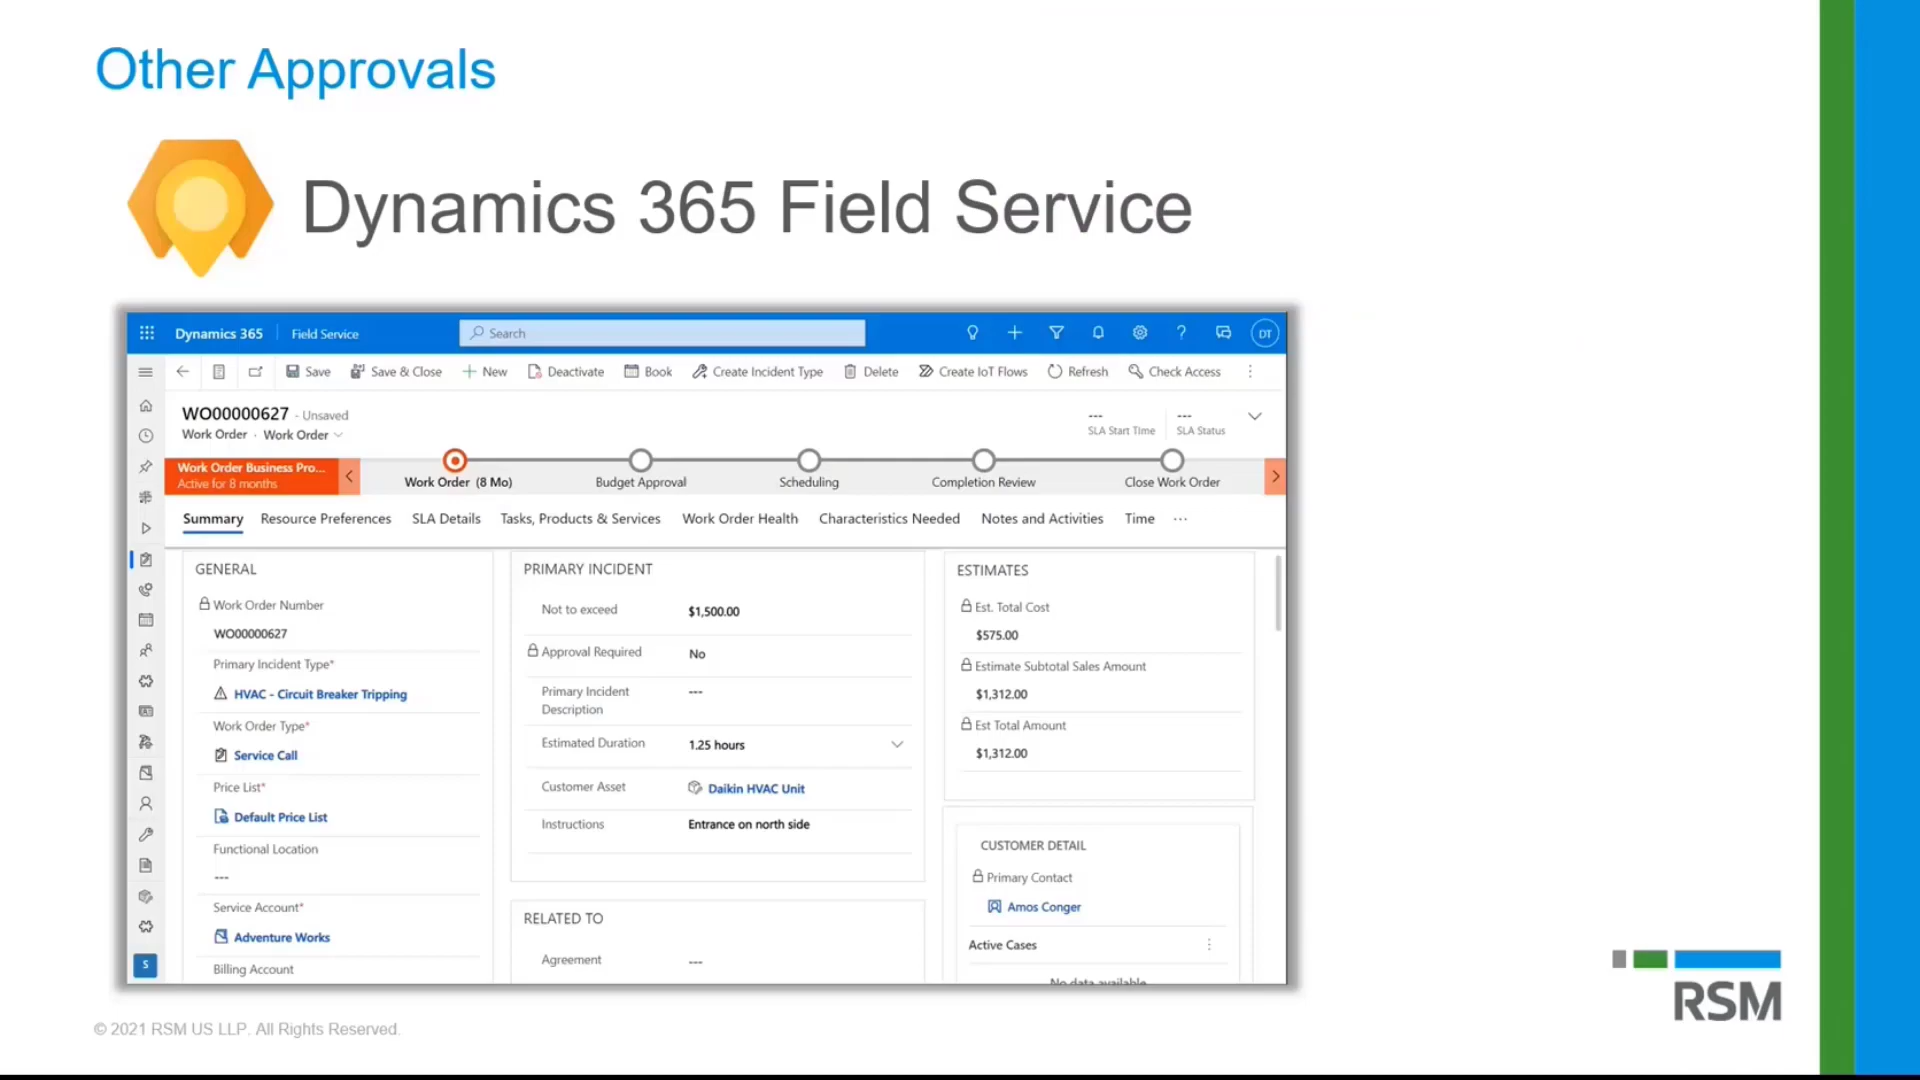 Other Approvals
Dynamics 365 Field Service
Dynamics 365 Field Service Search DT
Save Save & Close New Deactivate Book Create Incident Type Delete Create IoT Flows Refresh Check Access
WO00000627 - Unsaved
Work Order · Work Order
--- ---
SLA Start Time SLA Status
Work Order Business Pro...
Active for 8 months
Work Order (8 Mo) Budget Approval Scheduling Completion Review Close Work Order
Summary Resource Preferences SLA Details Tasks, Products & Services Work Order Health Characteristics Needed Notes and Activities Time ...
GENERAL
Work Order Number
WO00000627
Primary Incident Type*
HVAC - Circuit Breaker Tripping
Work Order Type*
Service Call
Price List*
Default Price List
Functional Location
---
Service Account*
Adventure Works
Billing Account
PRIMARY INCIDENT
Not to exceed $1,500.00
Approval Required No
Primary Incident ---
Description
Estimated Duration 1.25 hours
Customer Asset Daikin HVAC Unit
Instructions Entrance on north side
RELATED TO
Agreement ---
ESTIMATES
Est. Total Cost
$575.00
Estimate Subtotal Sales Amount
$1,312.00
Est Total Amount
$1,312.00
CUSTOMER DETAIL
Primary Contact
Amos Conger
Active Cases
No data available
S
RSM
© 2021 RSM US LLP. All Rights Reserved.